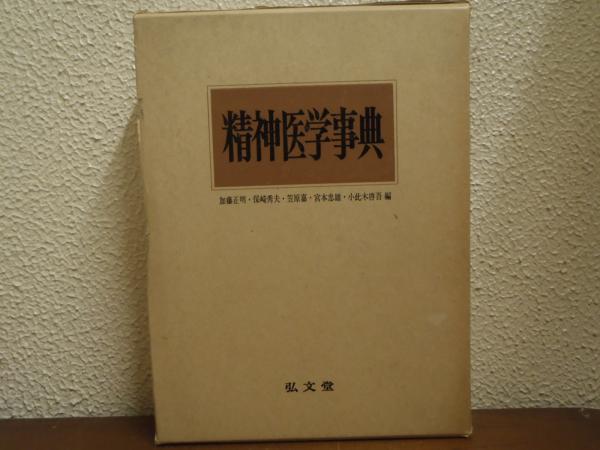 精神医学事典
加藤正明・保崎秀夫・笠原嘉・宮本忠雄・小此木啓吾 編
弘文堂